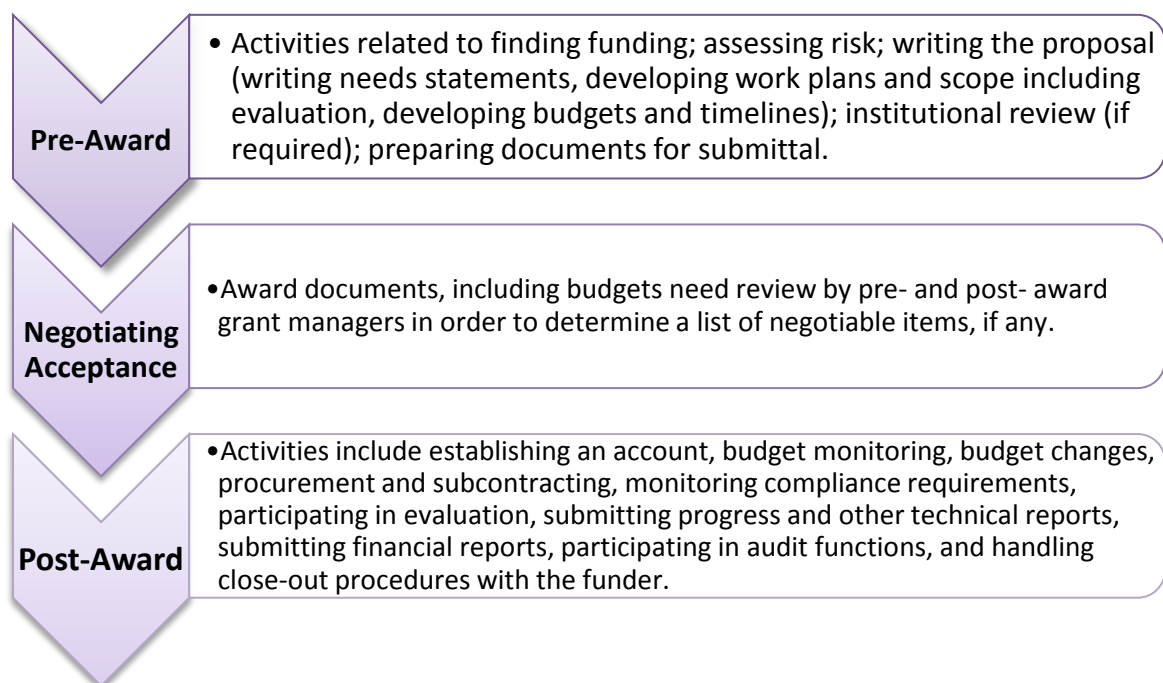 Pre-Award
• Activities related to finding funding; assessing risk; writing the proposal
(writing needs statements, developing work plans and scope including
evaluation, developing budgets and timelines); institutional review (if
required); preparing documents for submittal.
Negotiating
Acceptance
•Award documents, including budgets need review by pre- and post- award
grant managers in order to determine a list of negotiable items, if any.
Post-Award
•Activities include establishing an account, budget monitoring, budget changes,
procurement and subcontracting, monitoring compliance requirements,
participating in evaluation, submitting progress and other technical reports,
submitting financial reports, participating in audit functions, and handling
close-out procedures with the funder.